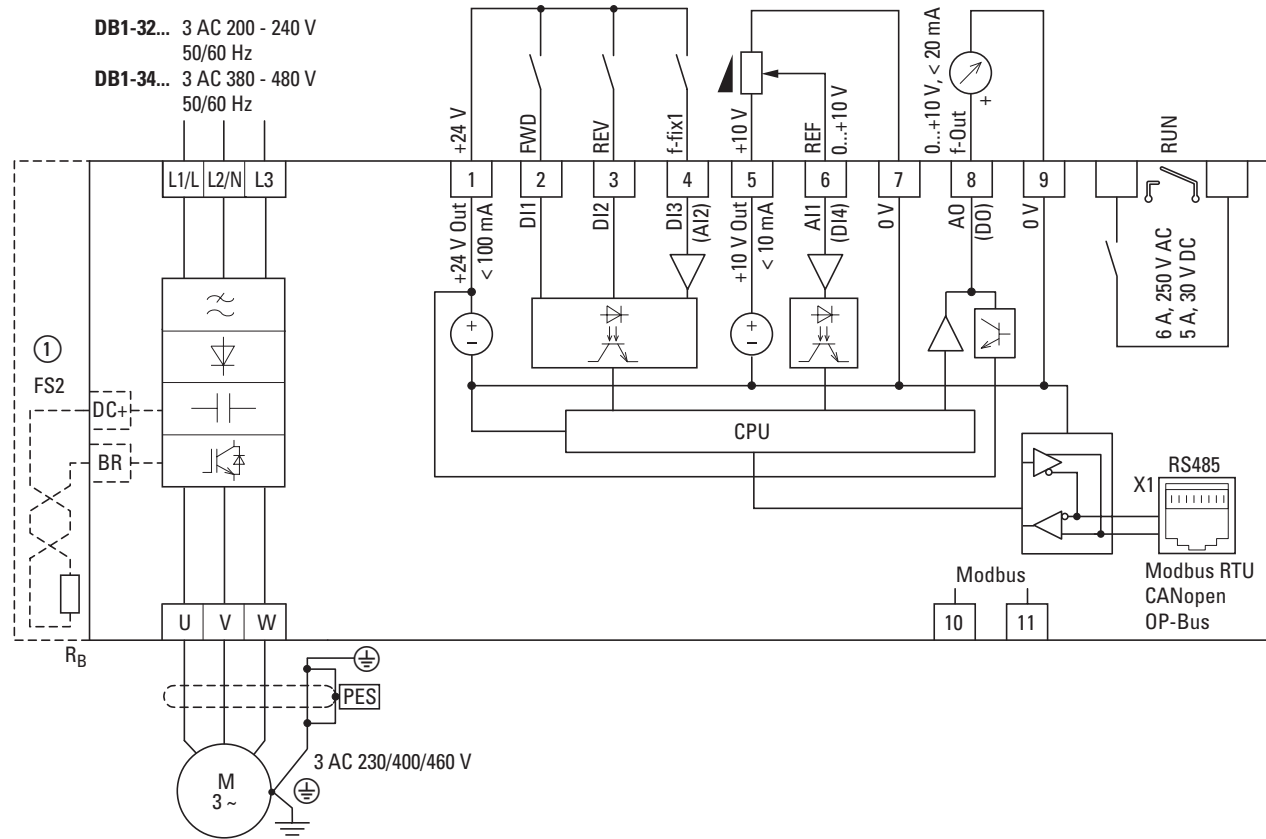 DB1-32... 3 AC 200 - 240 V
50/60 Hz
DB1-34... 3 AC 380 - 480 V
50/60 Hz
+24 V
FWD
REV
f-fix1
+10 V
REF
0...+10 V
0...+10 V, < 20 mA
f-Out
+
RUN
L1/L L2/N L3
1 2 3 4 5 6 7 8 9
+24 V Out
< 100 mA
DI1
DI2
DI3
(AI2)
+10 V Out
< 10 mA
AI1
(DI4)
0 V
AO
(DO)
0 V
6 A, 250 V AC
5 A, 30 V DC
+
–
+
–
1
FS2
DC+
BR
CPU
X1
RS485
Modbus RTU
CANopen
OP-Bus
Modbus
10 11
U V W
RB
PES
3 AC 230/400/460 V
M
3 ~